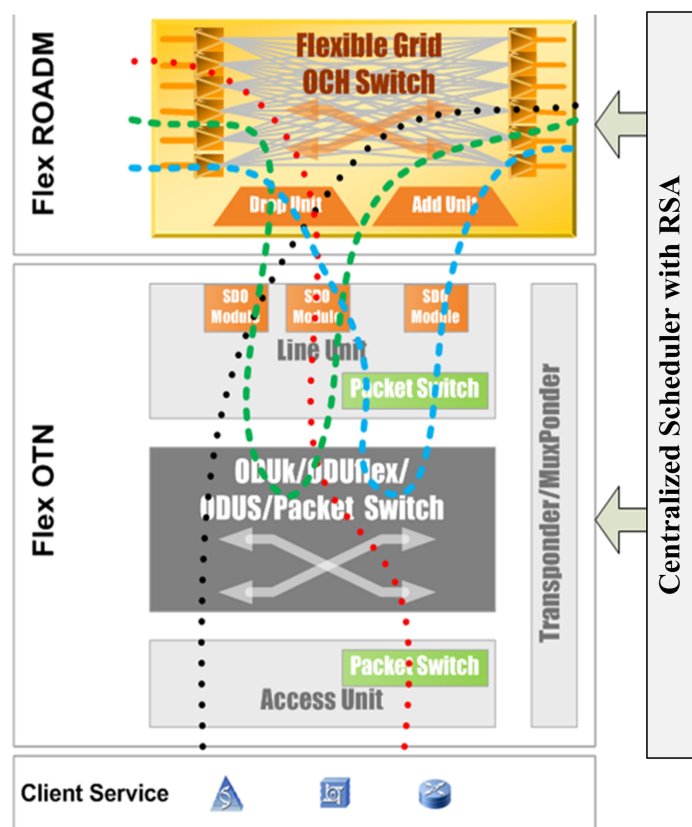 Flex ROADM
Flexible Grid
OCH Switch
Drop Unit
Add Unit
Flex OTN
SDO
Module
SDO
Module
SDO
Module
Line Unit
Packet Switch
ODUk/ODUflex/
ODUS/Packet Switch
Packet Switch
Access Unit
Transponder/MuxPonder
Centralized Scheduler with RSA
Client Service